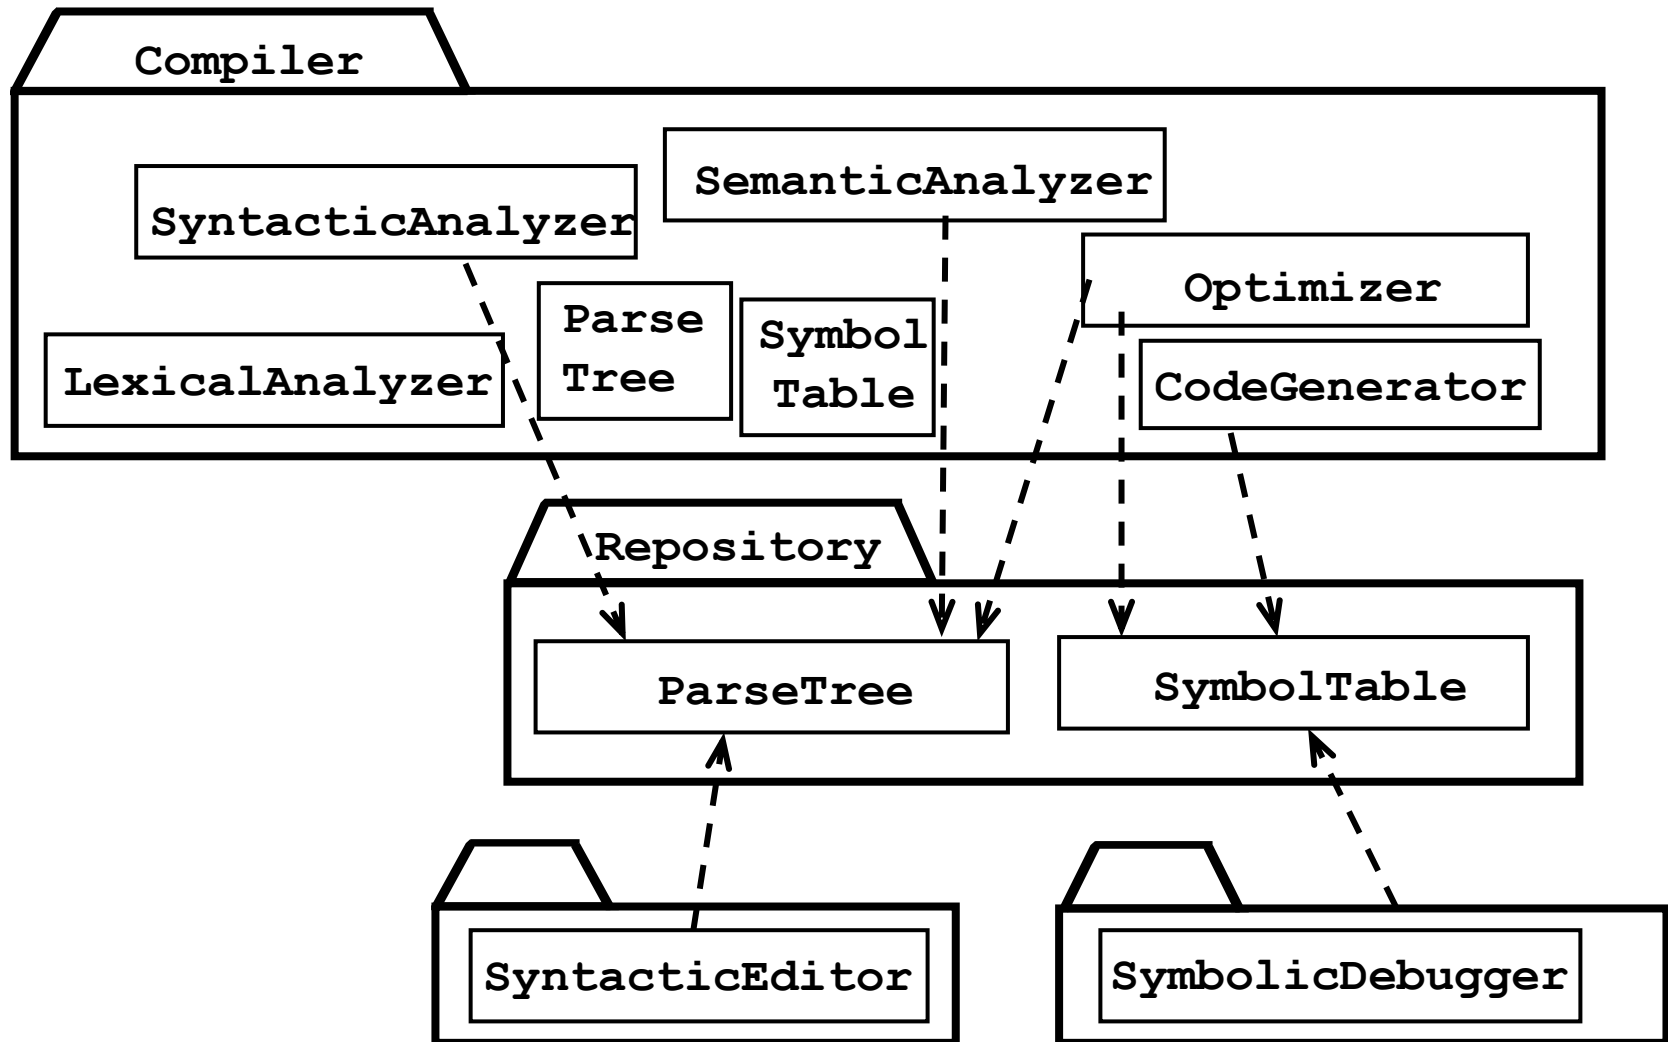 Compiler
SemanticAnalyzer
SyntacticAnalyzer
Optimizer
Parse
Tree
Symbol
Table
LexicalAnalyzer
CodeGenerator
Repository
ParseTree
SymbolTable
SyntacticEditor
SymbolicDebugger